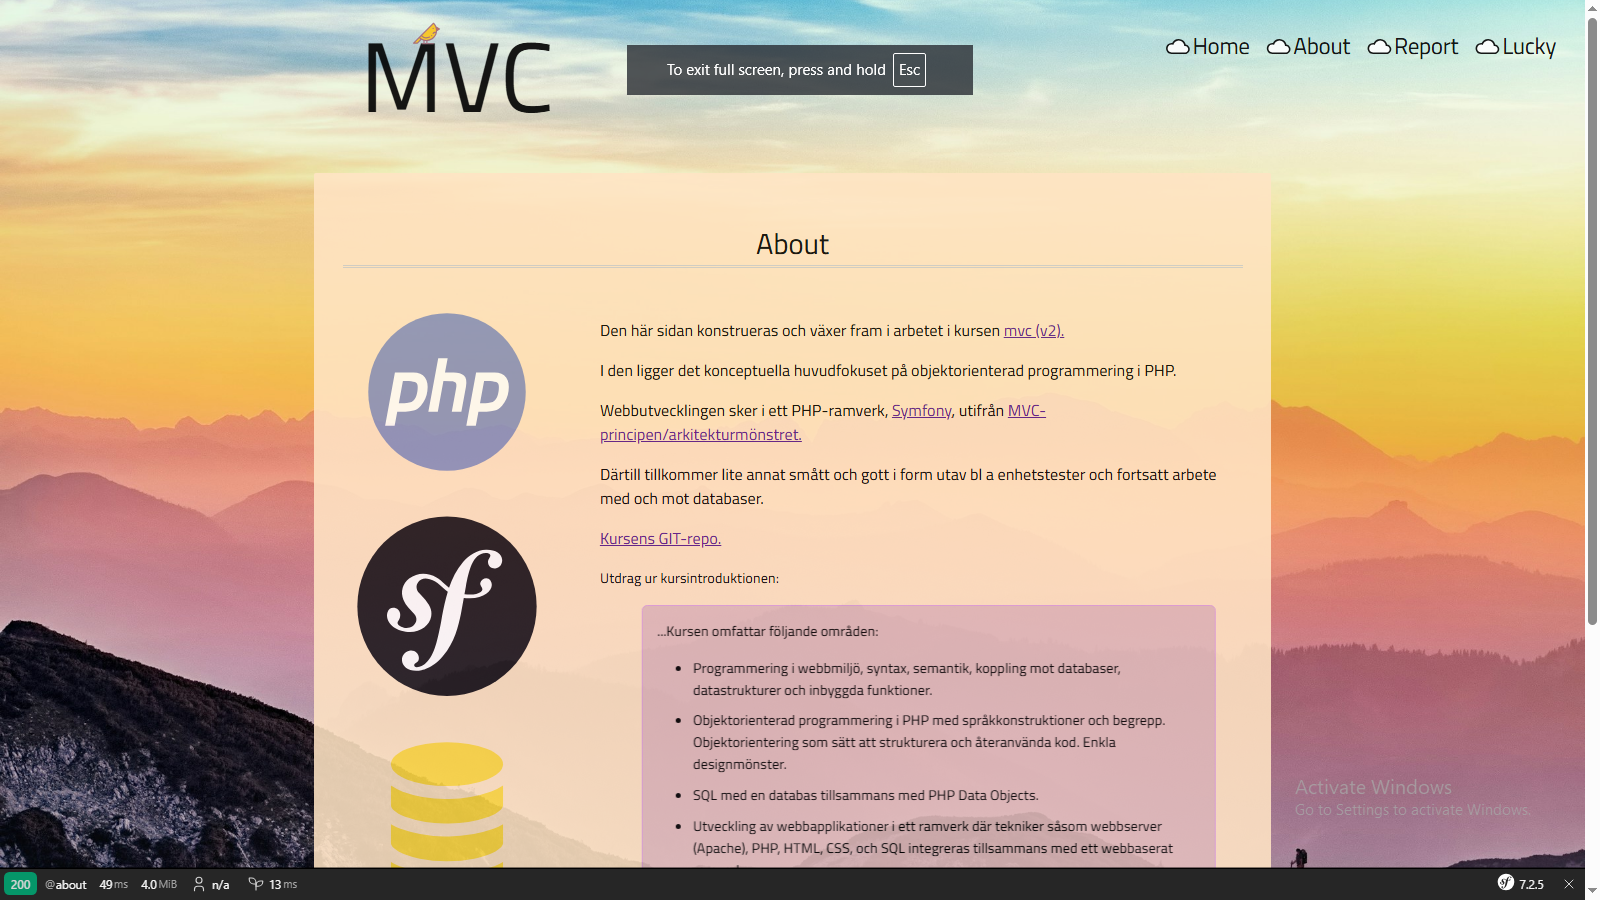 MVC
To exit full screen, press and hold Esc
Home About Report Lucky
About
php
Den här sidan konstrueras och växer fram i arbetet i kursen mvc (v2).
I den ligger det konceptuella huvudfokuset på objektorienterad programmering i PHP.
Webbutvecklingen sker i ett PHP-ramverk, Symfony, utifrån MVC-
principen/arkitekturmönstret.
Därtill tillkommer lite annat smått och gott i form utav bl a enhetstester och fortsatt arbete
med och mot databaser.
sf
Kursens GIT-repo.
Utdrag ur kursintroduktionen:
...Kursen omfattar följande områden:
• Programmering i webbmiljö, syntax, semantik, koppling mot databaser,
datastrukturer och inbyggda funktioner.
• Objektorienterad programmering i PHP med språkkonstruktioner och begrepp.
Objektorientering som sätt att strukturera och återanvända kod. Enkla
designmönster.
• SQL med en databas tillsammans med PHP Data Objects.
• Utveckling av webbapplikationer i ett ramverk där tekniker såsom webbserver
(Apache), PHP, HTML, CSS, och SQL integreras tillsammans med ett webbaserat
Activate Windows
Go to Settings to activate Windows.
200 @about 49 ms 4.0 MiB n/a 13 ms sf 7.2.5